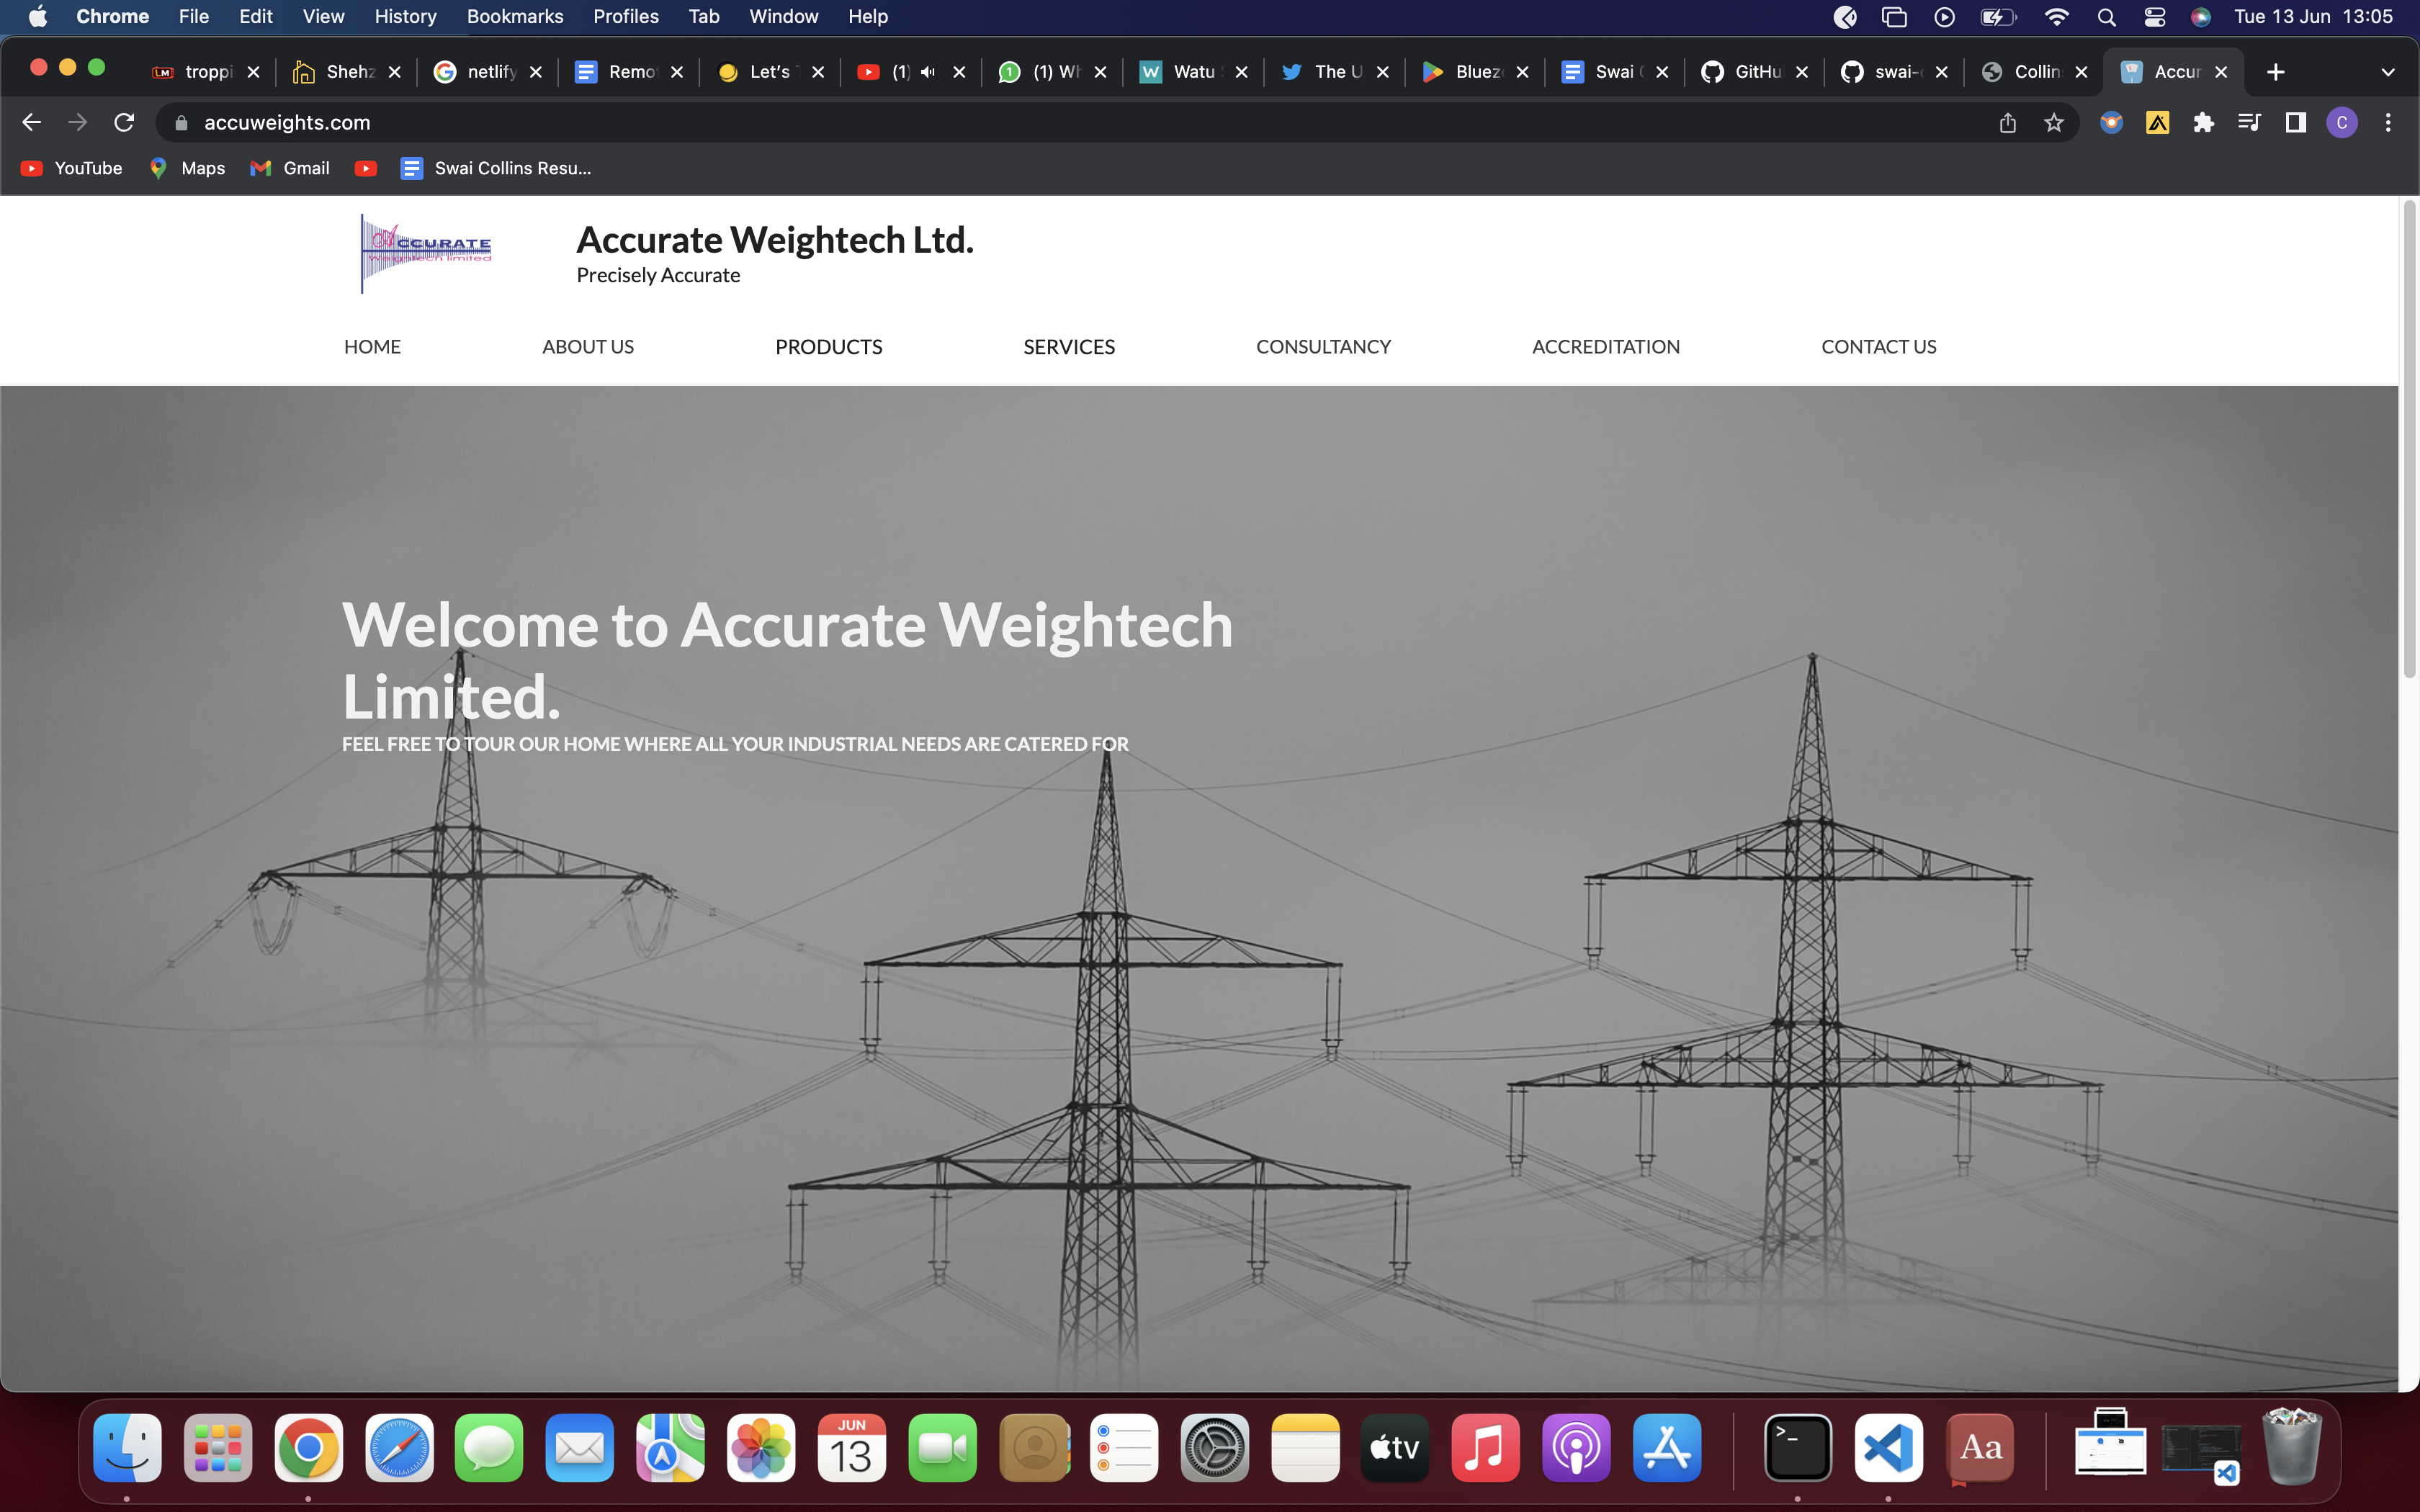 Chrome File Edit View History Bookmarks Profiles Tab Window Help Tue 13 Jun 13:05
troppi Shehz netlify Remo Let's (1) (1) Wh Watu The U Bluez Swai GitHu swai- Collin Accur
accuweights.com C
YouTube Maps Gmail Swai Collins Resu...
ACCURATE
Weightech limited
Accurate Weightech Ltd.
Precisely Accurate
HOME ABOUT US PRODUCTS SERVICES CONSULTANCY ACCREDITATION CONTACT US
Welcome to Accurate Weightech
Limited.
FEEL FREE TO TOUR OUR HOME WHERE ALL YOUR INDUSTRIAL NEEDS ARE CATERED FOR
JUN
13
tv
Aa